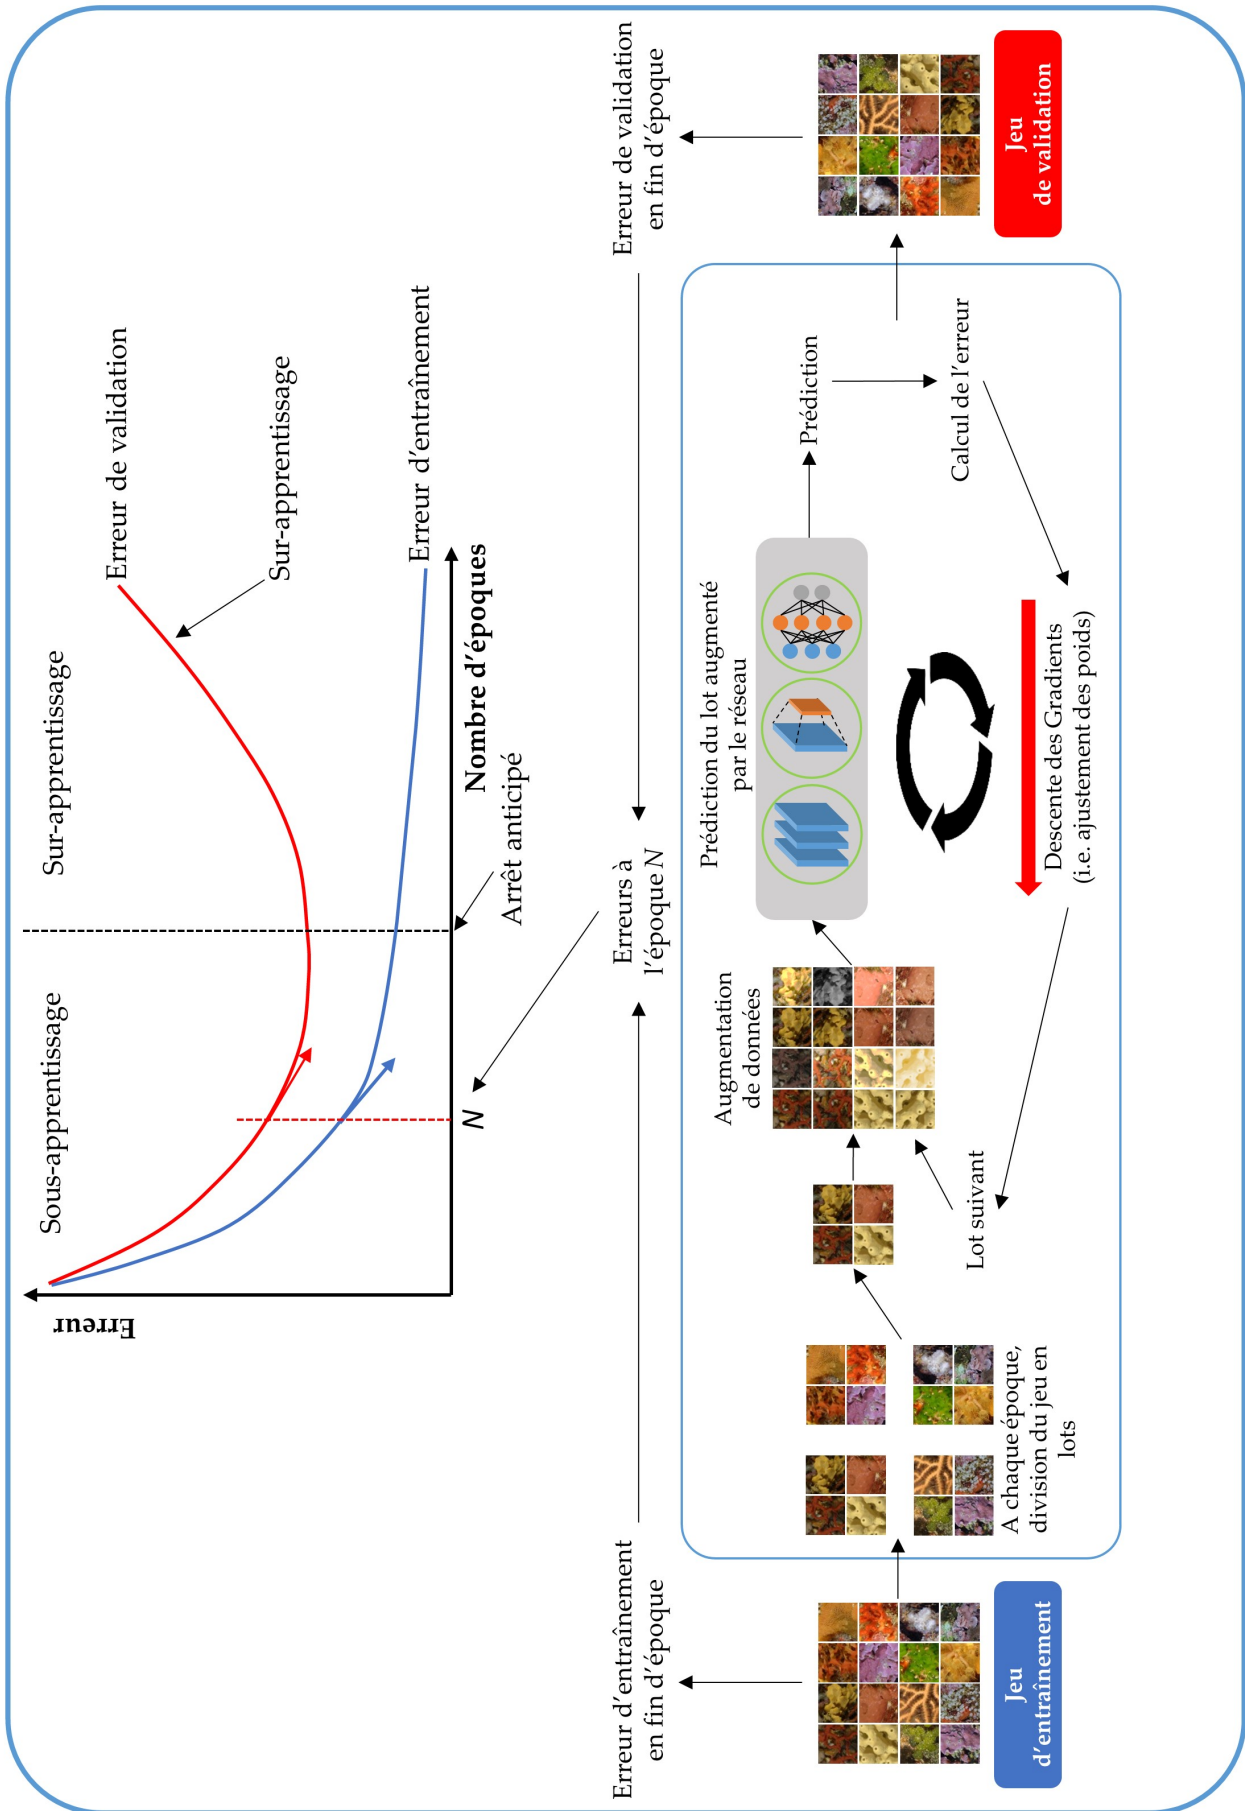 Erreur
Sous-apprentissage
Sur-apprentissage
Erreur de validation
Sur-apprentissage
Erreur d'entraînement
N
Arrêt anticipé
Nombre d'époques
Erreur d'entraînement
en fin d'époque
Erreurs à
l'époque N
Erreur de validation
en fin d'époque
Jeu
d'entraînement
A chaque époque,
division du jeu en
lots
Lot suivant
Augmentation
de données
Prédiction du lot augmenté
par le réseau
Prédiction
Calcul de l'erreur
Descente des Gradients
(i.e. ajustement des poids)
Jeu
de validation